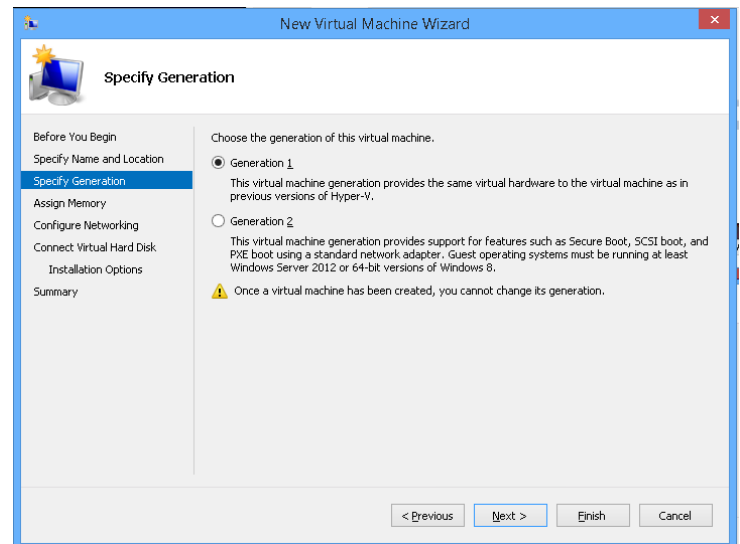 New Virtual Machine Wizard
Specify Generation
Before You Begin
Specify Name and Location
Specify Generation
Assign Memory
Configure Networking
Connect Virtual Hard Disk
Installation Options
Summary
Choose the generation of this virtual machine.
Generation 1
This virtual machine generation provides the same virtual hardware to the virtual machine as in
previous versions of Hyper-V.
Generation 2
This virtual machine generation provides support for features such as Secure Boot, SCSI boot, and
PXE boot using a standard network adapter. Guest operating systems must be running at least
Windows Server 2012 or 64-bit versions of Windows 8.
Once a virtual machine has been created, you cannot change its generation.
< Previous
Next >
Finish
Cancel